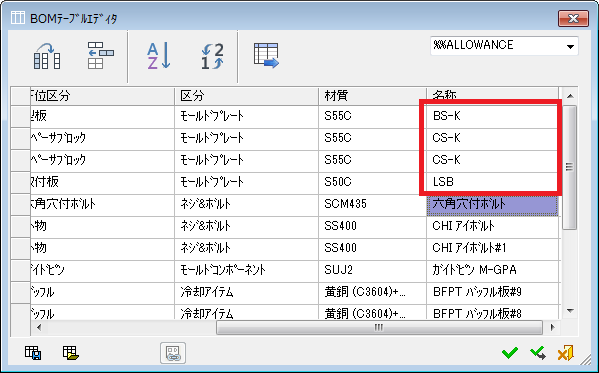 BOMﾃｰﾌﾞﾙｴﾃﾞｨﾀ
%%ALLOWANCE
下位区分 区分 材質 名称
型板 ﾓｰﾙﾄﾞﾌﾟﾚｰﾄ S55C BS-K
ﾍﾟｰｻﾌﾞﾛｯｸ ﾓｰﾙﾄﾞﾌﾟﾚｰﾄ S55C CS-K
ﾍﾟｰｻﾌﾞﾛｯｸ ﾓｰﾙﾄﾞﾌﾟﾚｰﾄ S55C CS-K
取付板 ﾓｰﾙﾄﾞﾌﾟﾚｰﾄ S50C LSB
六角穴付ﾎﾞﾙﾄ ﾈｼﾞ&ﾎﾞﾙﾄ SCM435 六角穴付ﾎﾞﾙﾄ
小物 ﾈｼﾞ&ﾎﾞﾙﾄ SS400 CHI ｱｲﾎﾞﾙﾄ
小物 ﾈｼﾞ&ﾎﾞﾙﾄ SS400 CHI ｱｲﾎﾞﾙﾄ#1
ｶﾞｲﾄﾞﾋﾟﾝ ﾓｰﾙﾄﾞｺﾝﾎﾟｰﾈﾝﾄ SUJ2 ｶﾞｲﾄﾞﾋﾟﾝ M-GPA
ﾊﾞｯﾌﾙ 冷却ｱｲﾃﾑ 黄銅 (C3604)+... BFPT ﾊﾞｯﾌﾙ板#9
ﾊﾞｯﾌﾙ 冷却ｱｲﾃﾑ 黄銅 (C3604)+... BFPT ﾊﾞｯﾌﾙ板#8